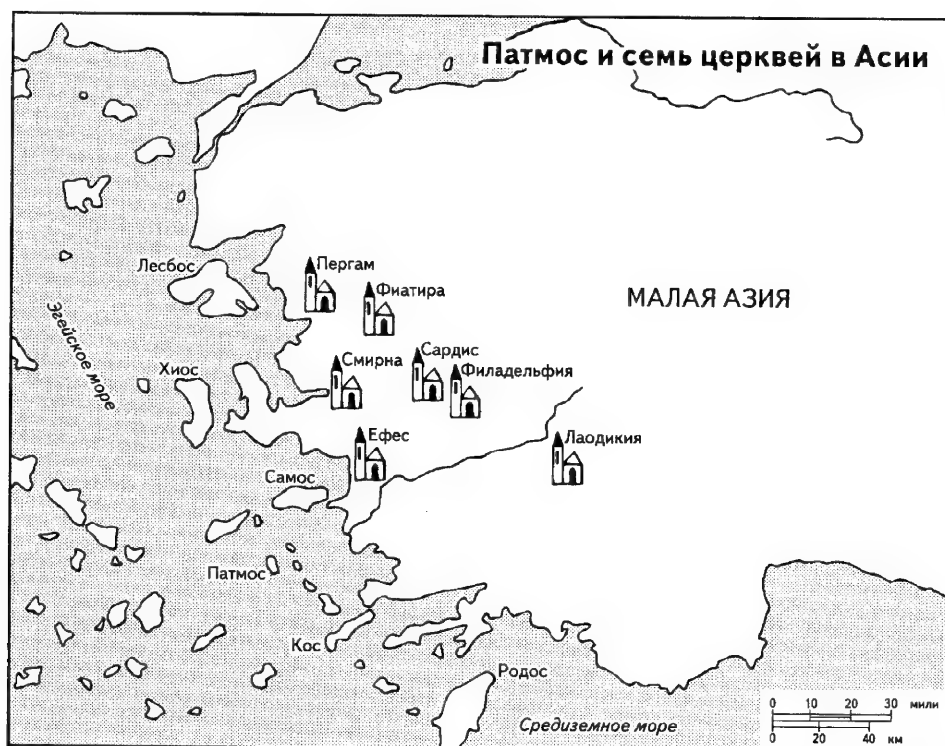 Патмос и семь церквей в Асии
Лесбос
Пергам
Фиатира
МАЛАЯ АЗИЯ
Эгейское море
Хиос
Смирна
Сардис
Филадельфия
Ефес
Лаодикия
Самос
Патмос
Кос
Родос
Средиземное море
0 10 20 30 мили
0 20 40 км